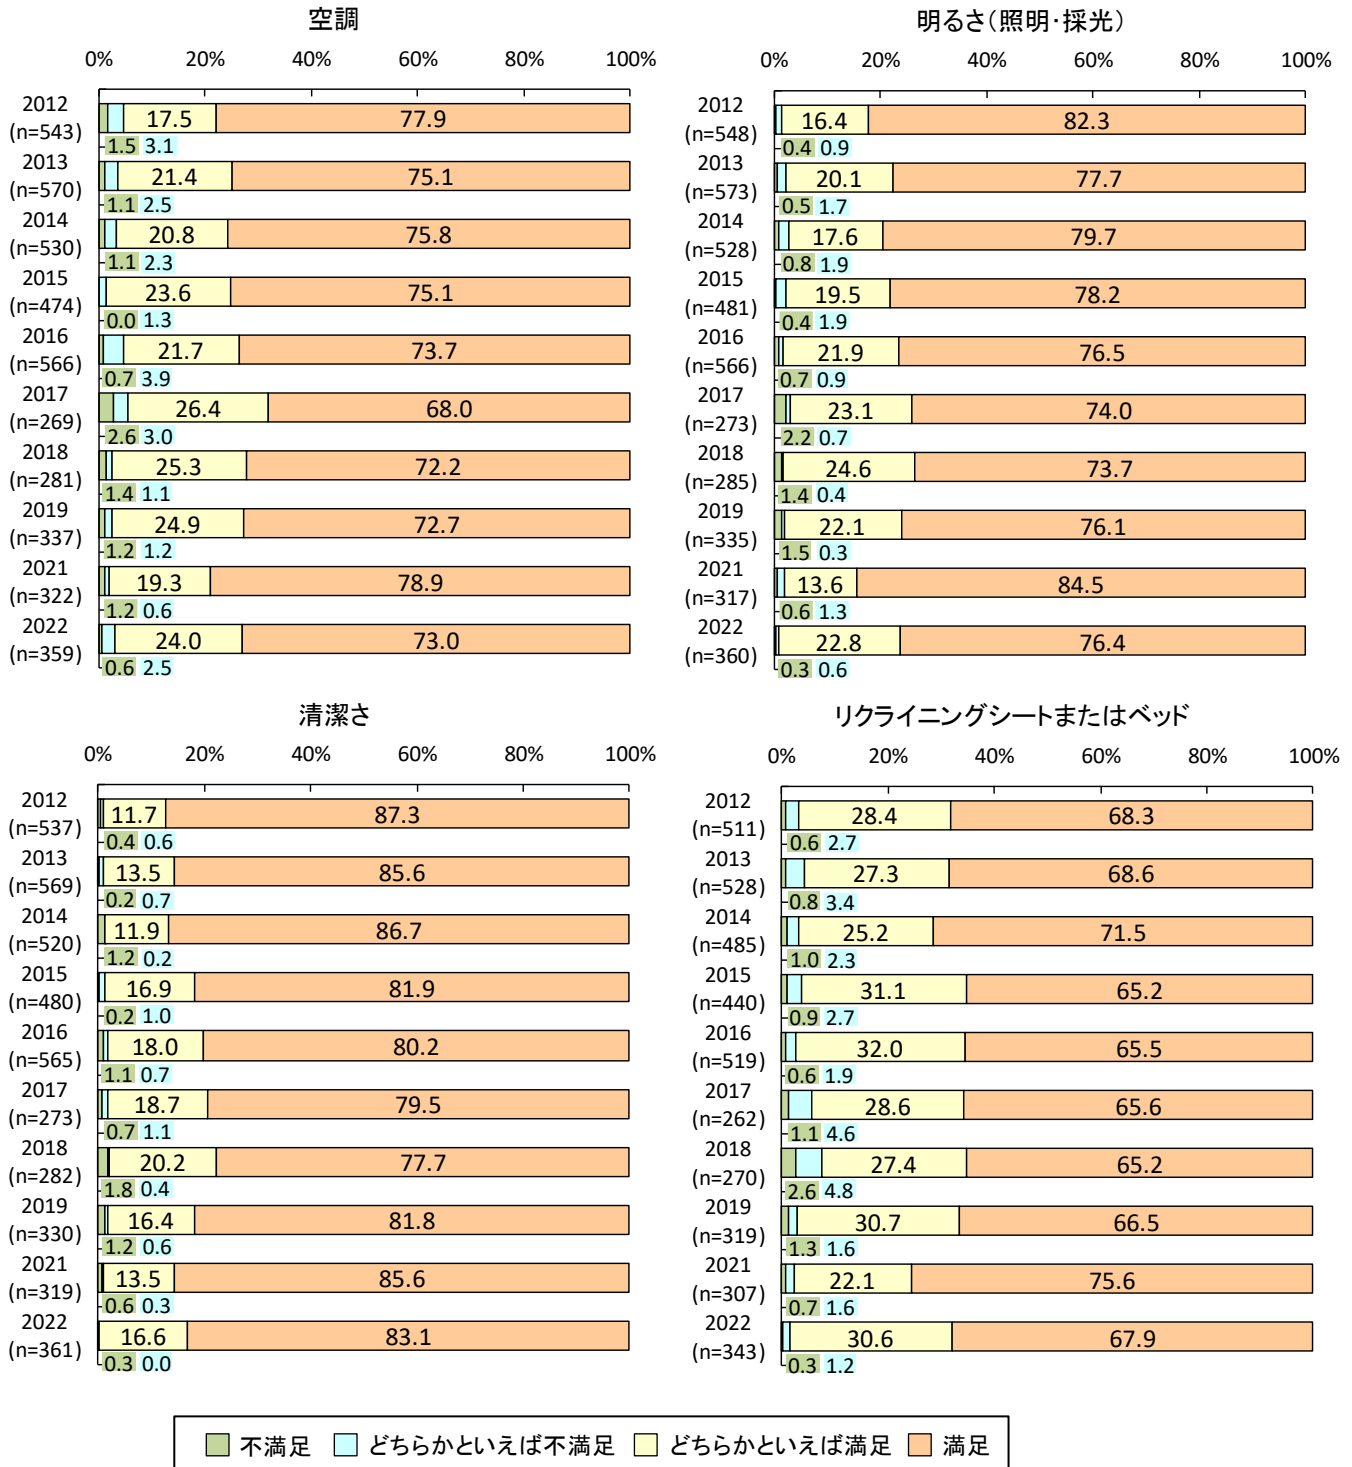 空調
0% 20% 40% 60% 80% 100%
2012
(n=543)
17.5 77.9
1.5 3.1
2013
(n=570)
21.4 75.1
1.1 2.5
2014
(n=530)
20.8 75.8
1.1 2.3
2015
(n=474)
23.6 75.1
0.0 1.3
2016
(n=566)
21.7 73.7
0.7 3.9
2017
(n=269)
26.4 68.0
2.6 3.0
2018
(n=281)
25.3 72.2
1.4 1.1
2019
(n=337)
24.9 72.7
1.2 1.2
2021
(n=322)
19.3 78.9
1.2 0.6
2022
(n=359)
24.0 73.0
0.6 2.5
明るさ(照明・採光)
0% 20% 40% 60% 80% 100%
2012
(n=548)
16.4 82.3
0.4 0.9
2013
(n=573)
20.1 77.7
0.5 1.7
2014
(n=528)
17.6 79.7
0.8 1.9
2015
(n=481)
19.5 78.2
0.4 1.9
2016
(n=566)
21.9 76.5
0.7 0.9
2017
(n=273)
23.1 74.0
2.2 0.7
2018
(n=285)
24.6 73.7
1.4 0.4
2019
(n=335)
22.1 76.1
1.5 0.3
2021
(n=317)
13.6 84.5
0.6 1.3
2022
(n=360)
22.8 76.4
0.3 0.6
清潔さ
0% 20% 40% 60% 80% 100%
2012
(n=537)
11.7 87.3
0.4 0.6
2013
(n=569)
13.5 85.6
0.2 0.7
2014
(n=520)
11.9 86.7
1.2 0.2
2015
(n=480)
16.9 81.9
0.2 1.0
2016
(n=565)
18.0 80.2
1.1 0.7
2017
(n=273)
18.7 79.5
0.7 1.1
2018
(n=282)
20.2 77.7
1.8 0.4
2019
(n=330)
16.4 81.8
1.2 0.6
2021
(n=319)
13.5 85.6
0.6 0.3
2022
(n=361)
16.6 83.1
0.3 0.0
リクライニングシートまたはベッド
0% 20% 40% 60% 80% 100%
2012
(n=511)
28.4 68.3
0.6 2.7
2013
(n=528)
27.3 68.6
0.8 3.4
2014
(n=485)
25.2 71.5
1.0 2.3
2015
(n=440)
31.1 65.2
0.9 2.7
2016
(n=519)
32.0 65.5
0.6 1.9
2017
(n=262)
28.6 65.6
1.1 4.6
2018
(n=270)
27.4 65.2
2.6 4.8
2019
(n=319)
30.7 66.5
1.3 1.6
2021
(n=307)
22.1 75.6
0.7 1.6
2022
(n=343)
30.6 67.9
0.3 1.2
不満足 どちらかといえば不満足 どちらかといえば満足 満足